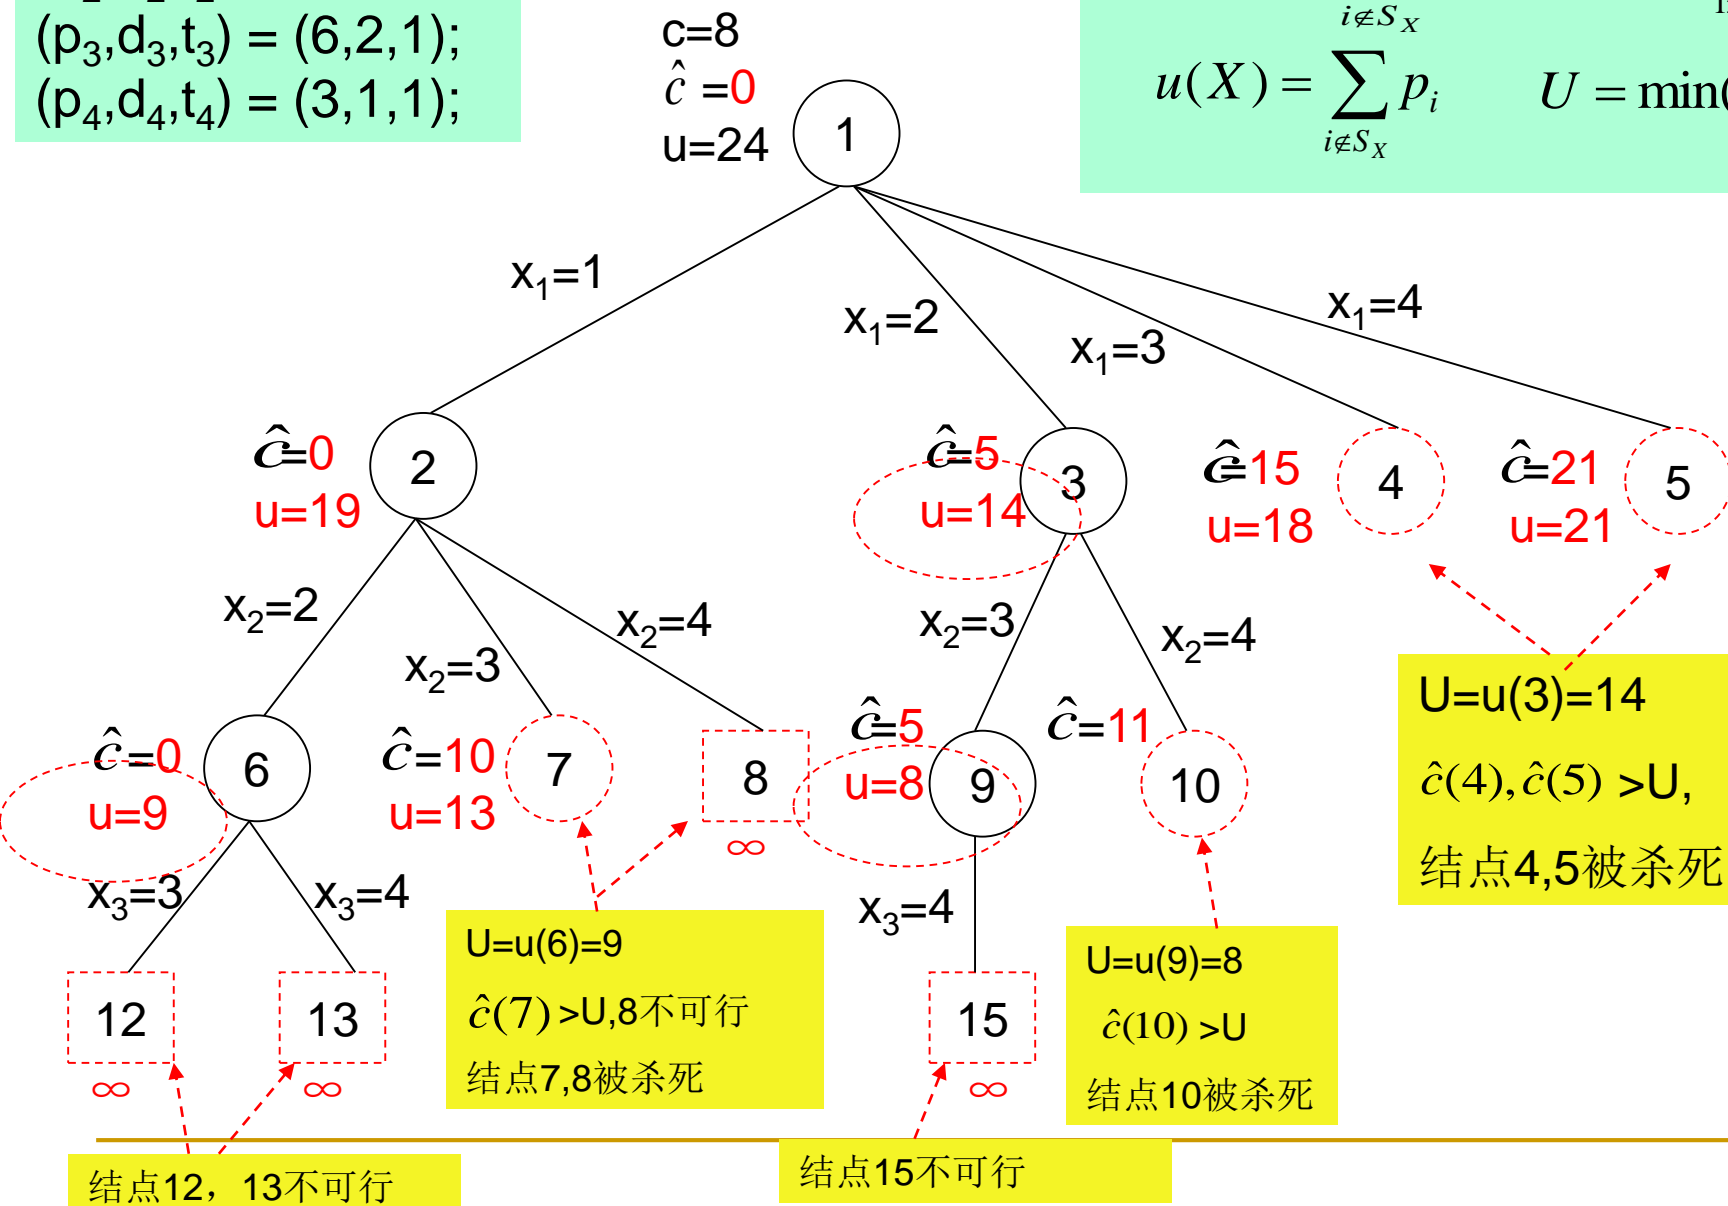 (p₃,d₃,t₃) = (6,2,1);
(p₄,d₄,t₄) = (3,1,1);
i∉S_X
u(X) = ∑ p_i
i∉S_X
U = min(
c=8
ĉ =0
u=24
1
x₁=1
x₁=2
x₁=3
x₁=4
ĉ=0
u=19
2
ĉ=5
u=14
3
ĉ=15
u=18
4
ĉ=21
u=21
5
x₂=2
x₂=3
x₂=4
x₂=3
x₂=4
ĉ=0
u=9
6
ĉ=10
u=13
7
8
∞
ĉ=5
u=8
9
ĉ=11
10
U=u(3)=14
ĉ(4),ĉ(5) >U,
结点4,5被杀死
x₃=3
x₃=4
x₃=4
12
∞
13
∞
U=u(6)=9
ĉ(7) >U,8不可行
结点7,8被杀死
15
∞
U=u(9)=8
ĉ(10) >U
结点10被杀死
结点12，13不可行
结点15不可行